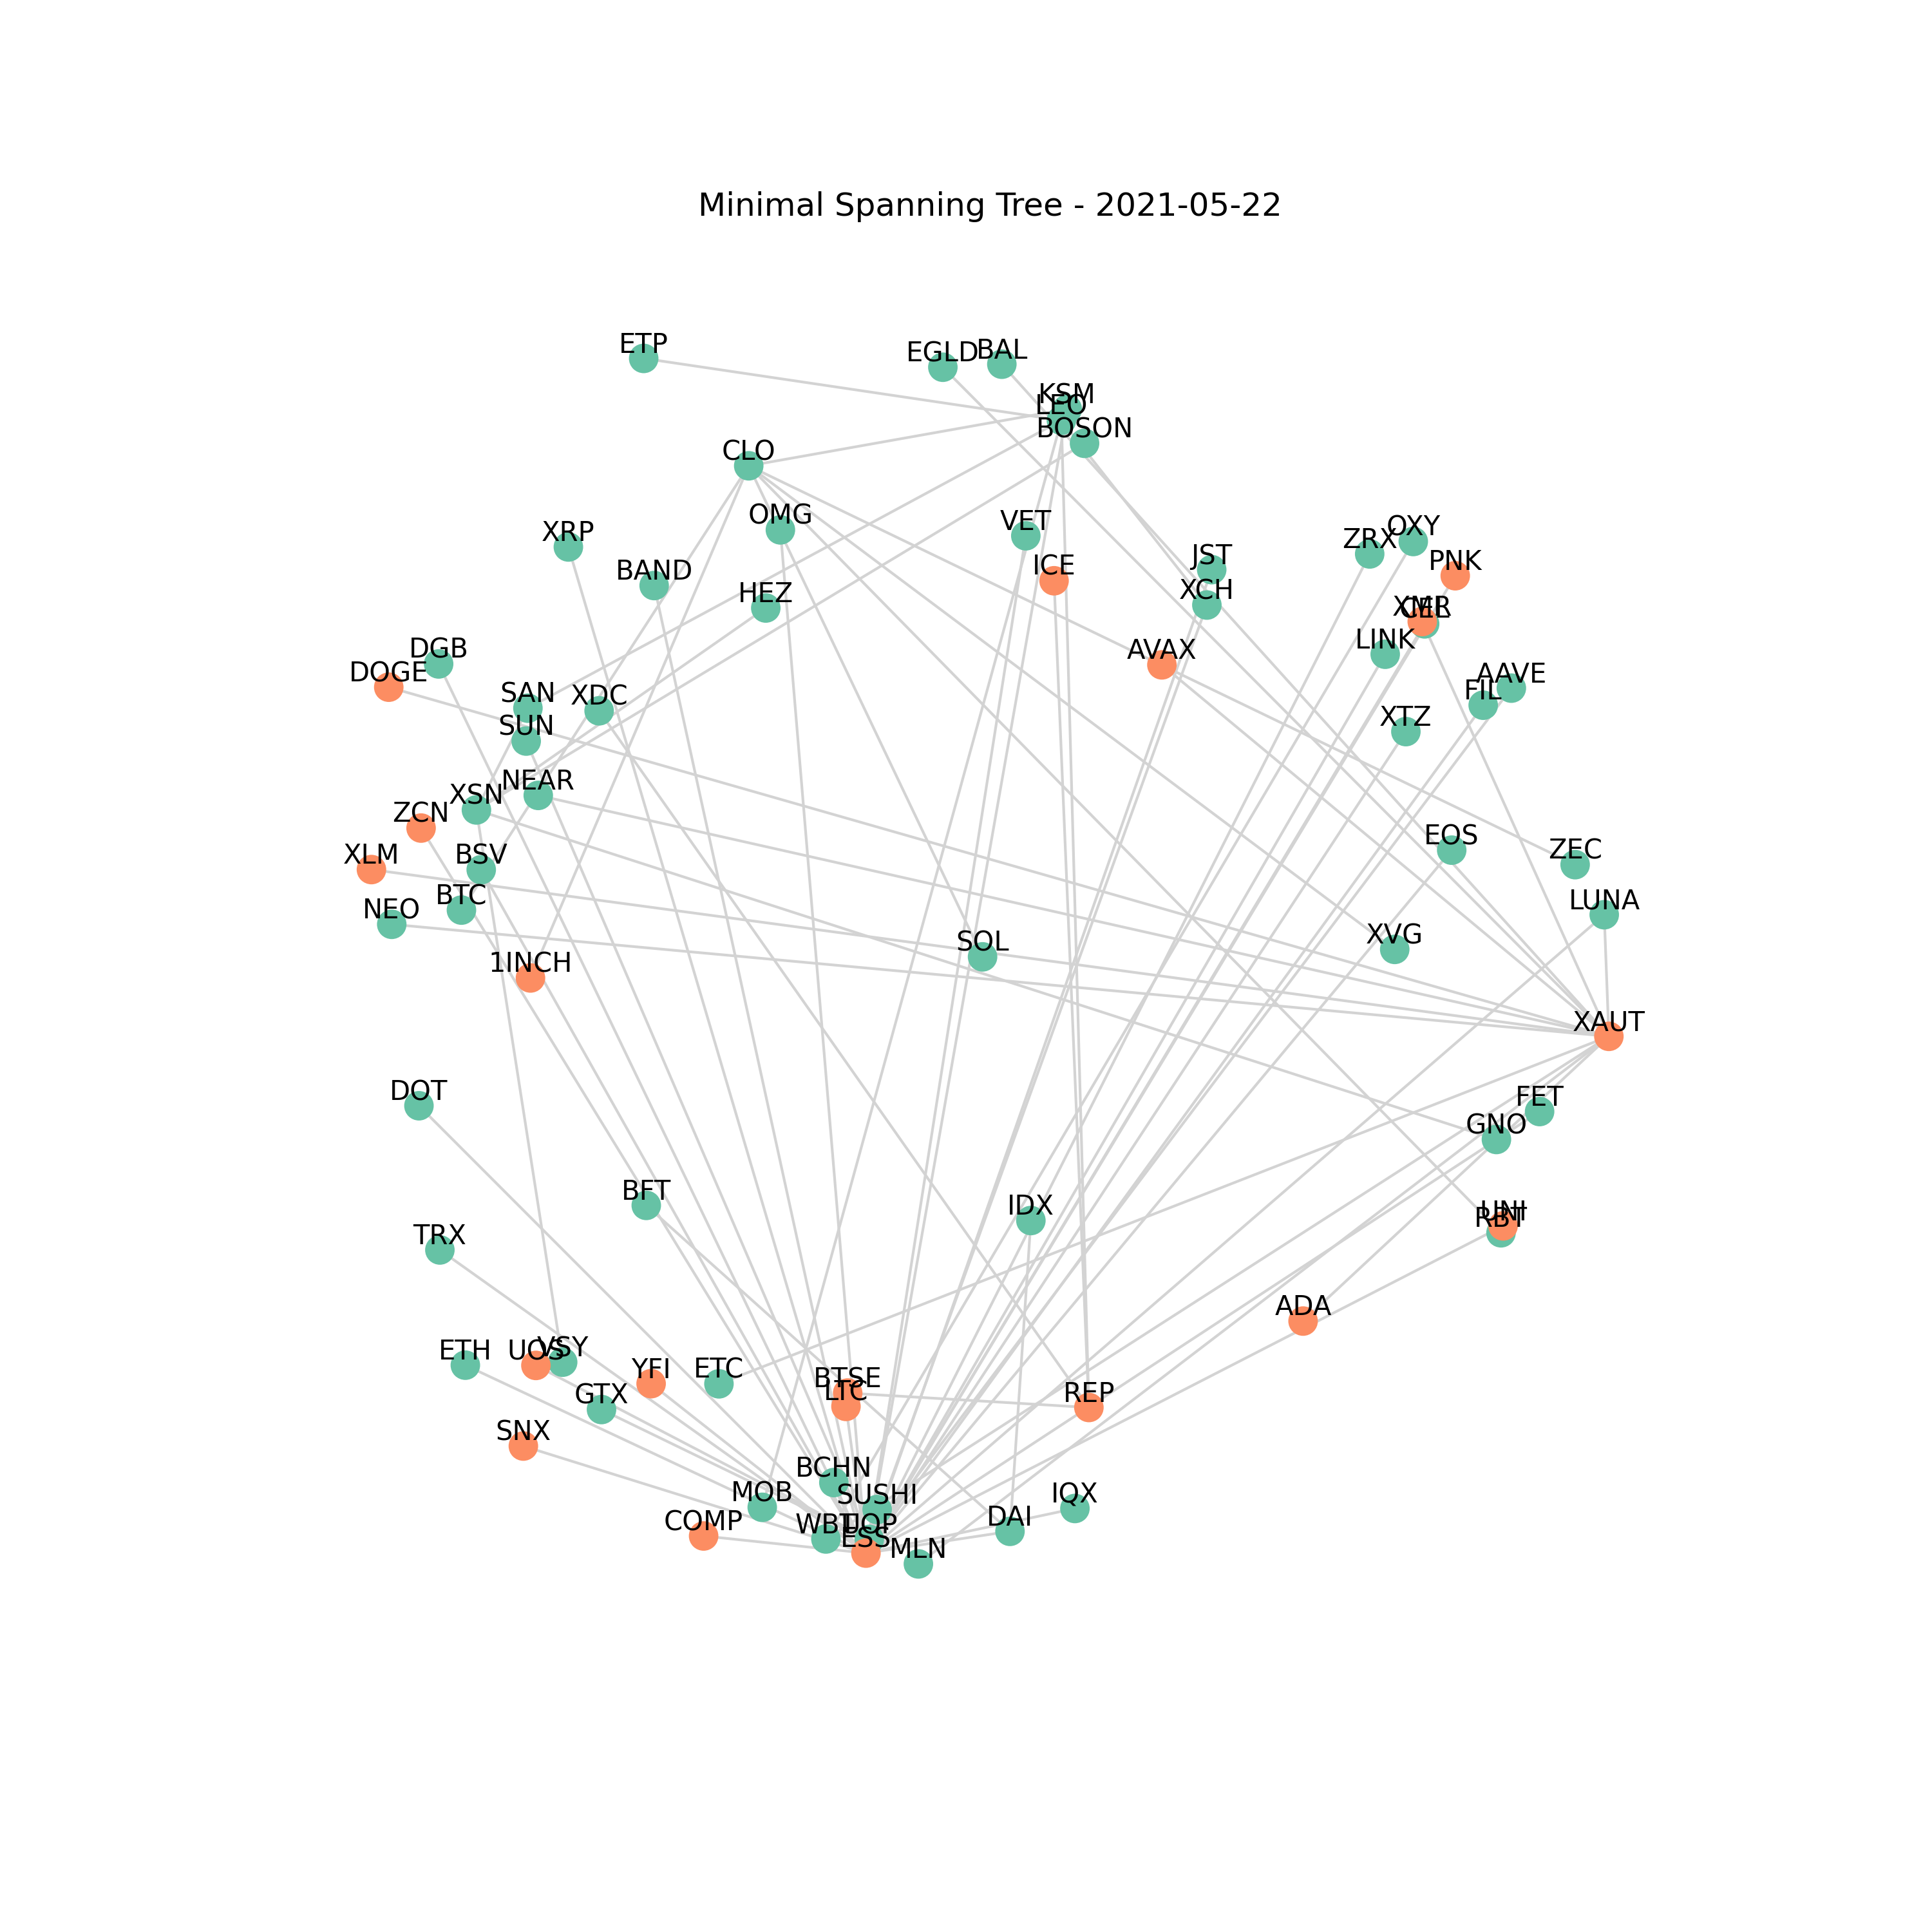 Minimal Spanning Tree - 2021-05-22
ETP
EGLD
BAL
KSM
LEO
BOSON
CLO
OMG
VET
XRP
BAND
HEZ
ICE
JST
XCH
ZRX
OXY
PNK
XMR
CEL
LINK
AVAX
AAVE
FIL
XTZ
DGB
DOGE
SAN
XDC
SUN
XSN
NEAR
ZCN
XLM
BSV
BTC
NEO
1INCH
SOL
EOS
ZEC
LUNA
XVG
XAUT
FET
GNO
DOT
BFT
TRX
IDX
UNI
RBT
ADA
ETH
UOS
VSY
YFI
ETC
GTX
SNX
BTSE
LTC
REP
BCHN
MOB
SUSHI
IQX
COMP
WBT
UOP
ESS
MLN
DAI